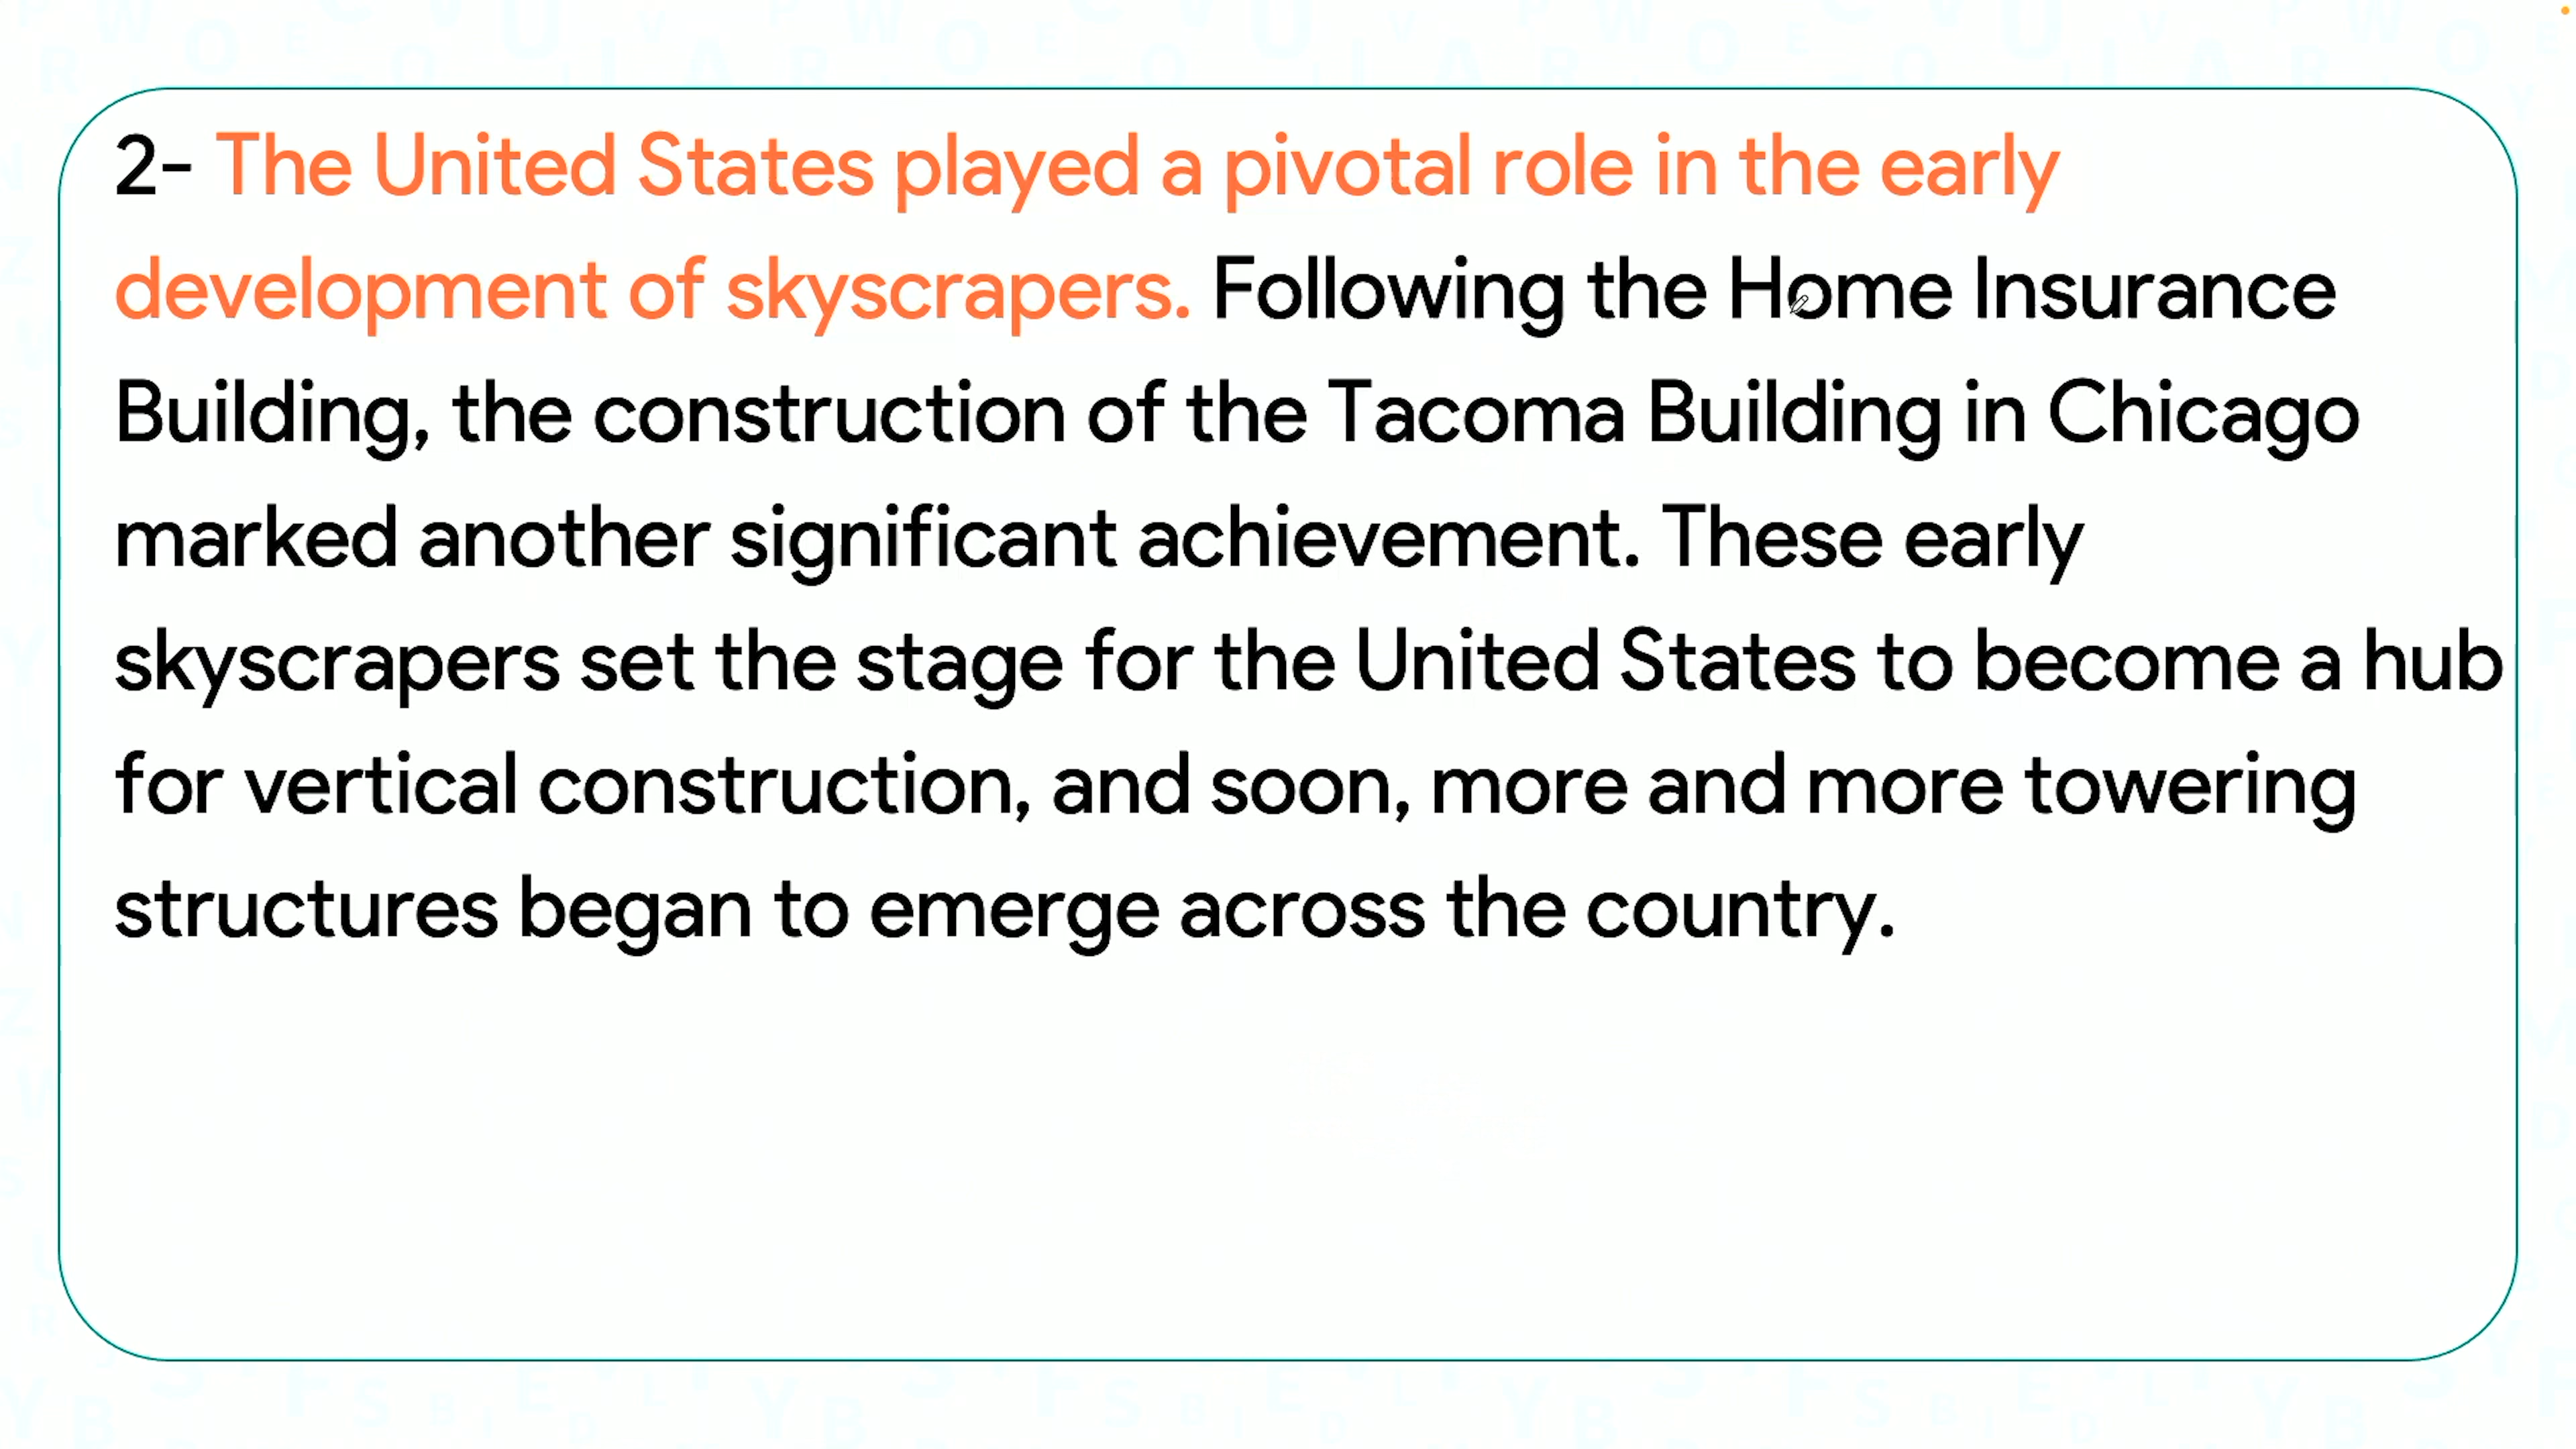 2- The United States played a pivotal role in the early
development of skyscrapers. Following the Home Insurance
Building, the construction of the Tacoma Building in Chicago
marked another significant achievement. These early
skyscrapers set the stage for the United States to become a hub
for vertical construction, and soon, more and more towering
structures began to emerge across the country.